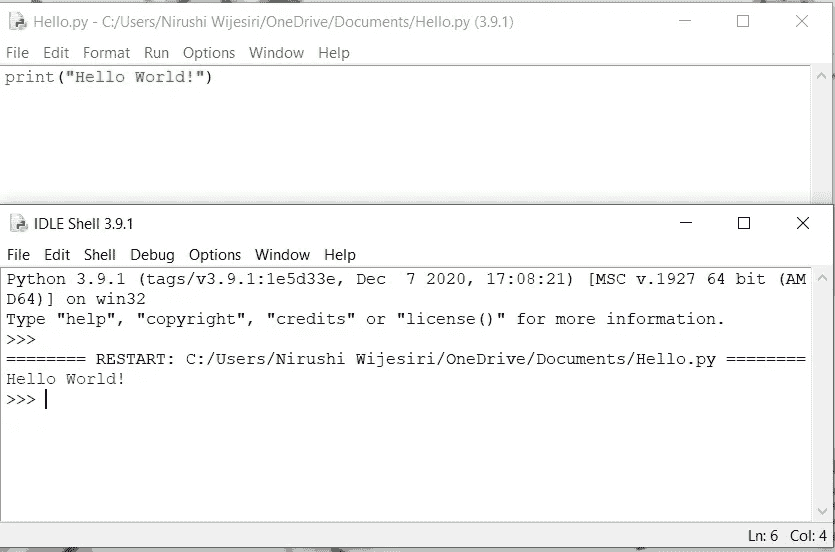 Hello.py - C:/Users/Nirushi Wijesiri/OneDrive/Documents/Hello.py (3.9.1)
File Edit Format Run Options Window Help
print("Hello World!")
IDLE Shell 3.9.1
File Edit Shell Debug Options Window Help
Python 3.9.1 (tags/v3.9.1:1e5d33e, Dec  7 2020, 17:08:21) [MSC v.1927 64 bit (AM
D64)] on win32
Type "help", "copyright", "credits" or "license()" for more information.
>>>
======== RESTART: C:/Users/Nirushi Wijesiri/OneDrive/Documents/Hello.py ========
Hello World!
>>>
Ln: 6 Col: 4